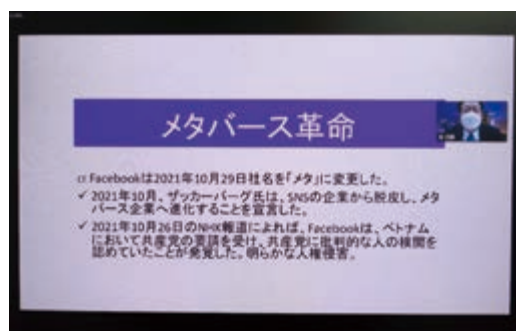 メタバース革命
cf Facebookは2021年10月29日社名を「メタ」に変更した。
✓ 2021年10月、ザッカーバーグ氏は、SNSの企業から脱皮し、メタ
バース企業へ進化することを宣言した。
✓ 2021年10月26日のNHK報道によれば、Facebookは、ベトナム
において共産党の要請を受け、共産党に批判的な人の検閲を
認めていたことが発覚した。明らかな人権侵害。